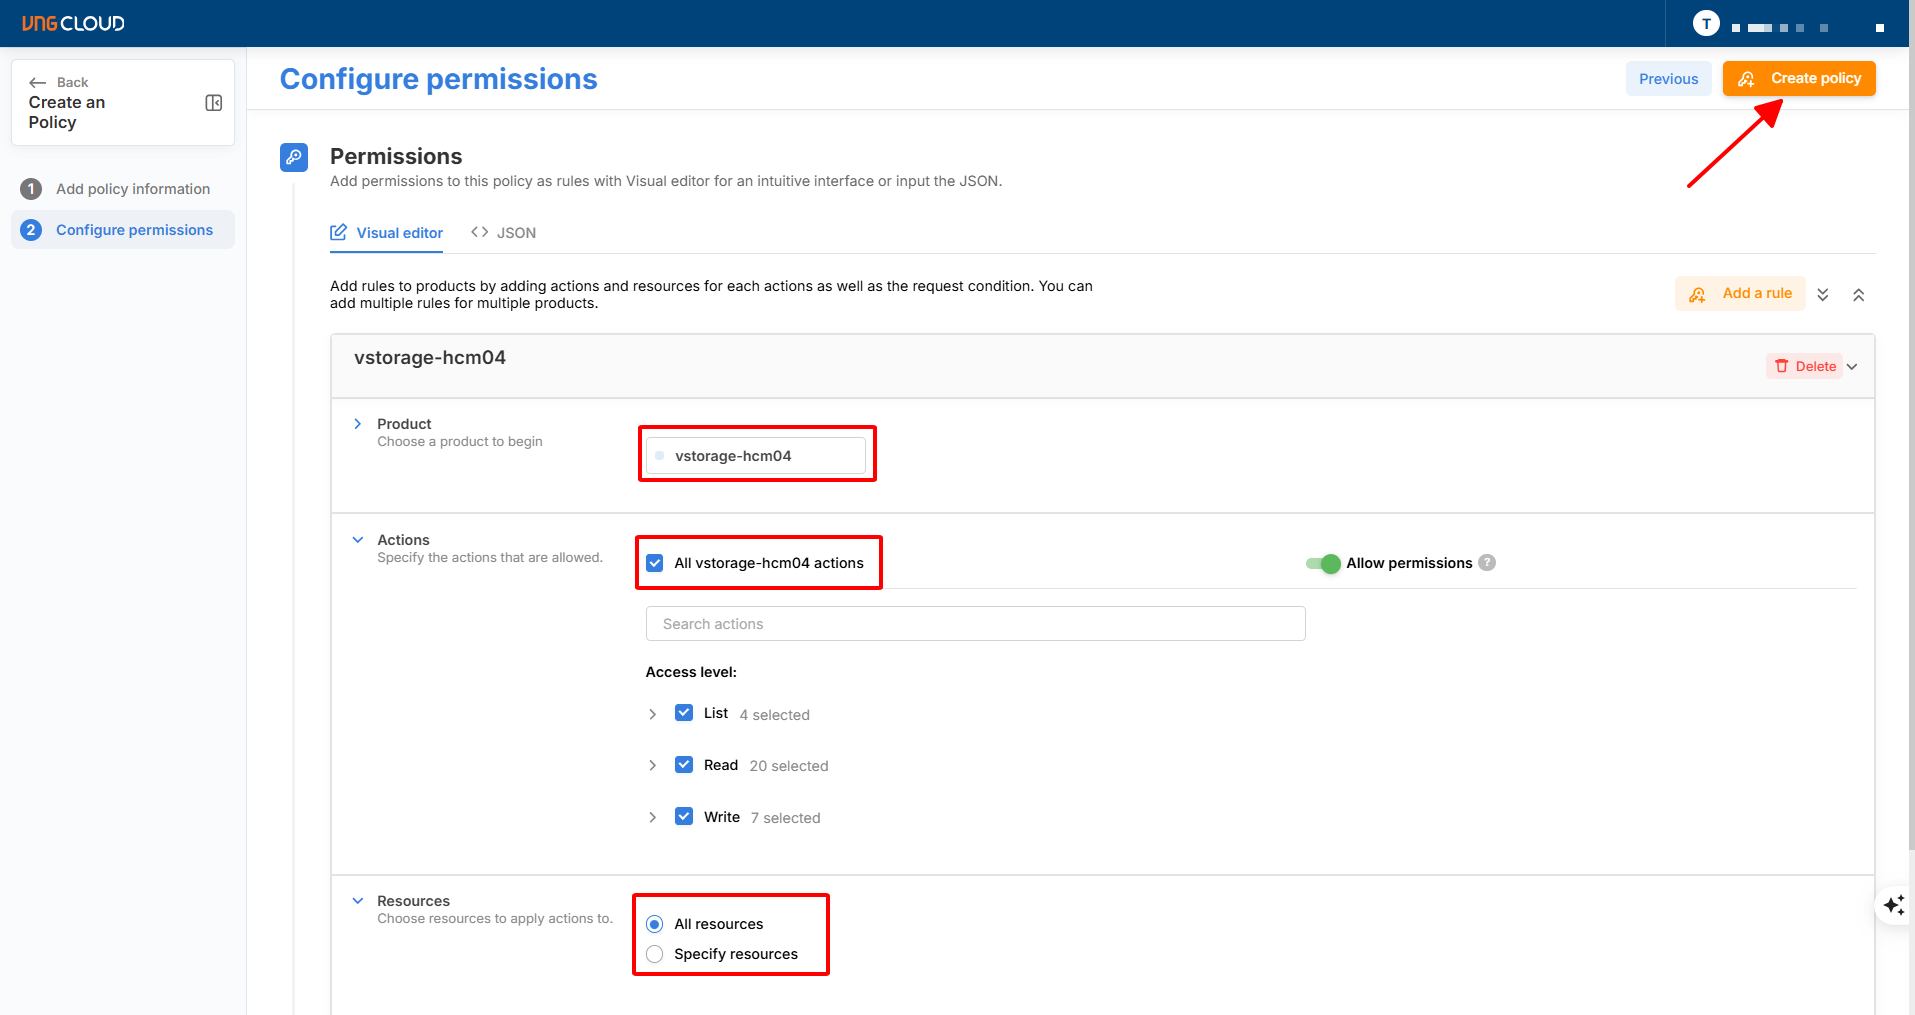 VNGCLOUD
T
Back
Create an
Policy
1 Add policy information
2 Configure permissions
Configure permissions
Previous
Create policy
Permissions
Add permissions to this policy as rules with Visual editor for an intuitive interface or input the JSON.
Visual editor
<> JSON
Add rules to products by adding actions and resources for each actions as well as the request condition. You can
add multiple rules for multiple products.
Add a rule
vstorage-hcm04
Delete
Product
Choose a product to begin
vstorage-hcm04
Actions
Specify the actions that are allowed.
All vstorage-hcm04 actions
Allow permissions ?
Search actions
Access level:
List 4 selected
Read 20 selected
Write 7 selected
Resources
Choose resources to apply actions to.
All resources
Specify resources